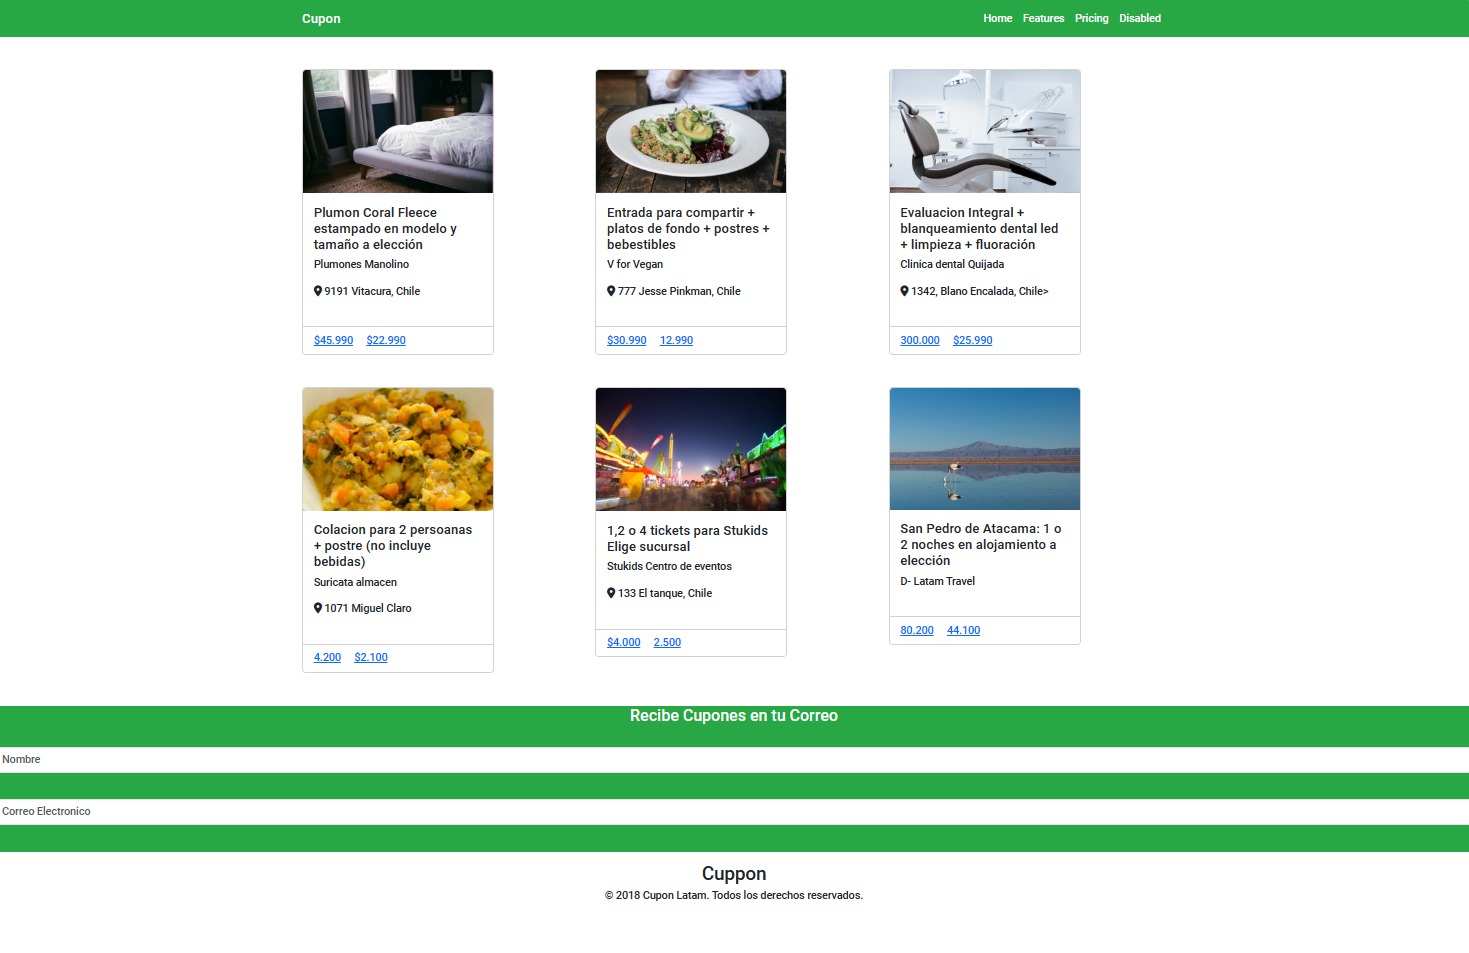 Cupon
Home Features Pricing Disabled
Plumon Coral Fleece
estampado en modelo y
tamaño a elección
Plumones Manolino
9191 Vitacura, Chile
$45.990 $22.990
Entrada para compartir +
platos de fondo + postres +
bebestibles
V for Vegan
777 Jesse Pinkman, Chile
$30.990 12.990
Evaluacion Integral +
blanqueamiento dental led
+ limpieza + fluoración
Clinica dental Quijada
1342, Blano Encalada, Chile>
300.000 $25.990
Colacion para 2 persoanas
+ postre (no incluye
bebidas)
Suricata almacen
1071 Miguel Claro
4.200 $2.100
1,2 o 4 tickets para Stukids
Elige sucursal
Stukids Centro de eventos
133 El tanque, Chile
$4.000 2.500
San Pedro de Atacama: 1 o
2 noches en alojamiento a
elección
D- Latam Travel
80.200 44.100
Recibe Cupones en tu Correo
Nombre
Correo Electronico
Cuppon
© 2018 Cupon Latam. Todos los derechos reservados.